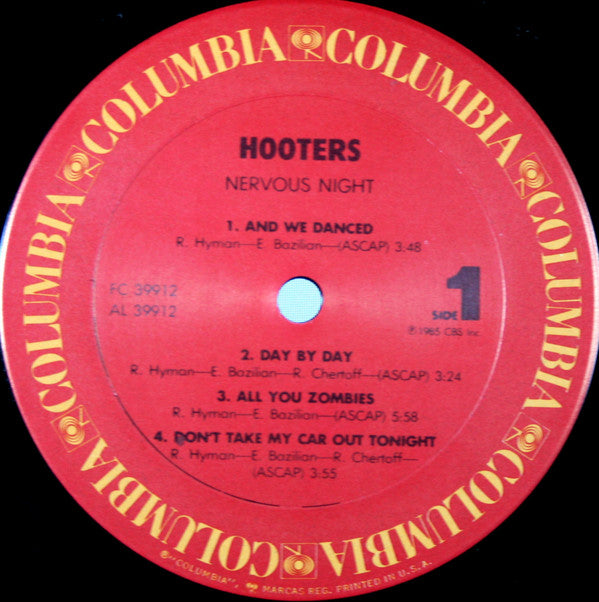 COLUMBIA COLUMBIA COLUMBIA COLUMBIA COLUMBIA COLUMBIA COLUMBIA
HOOTERS
NERVOUS NIGHT
1. AND WE DANCED
R. Hyman—E. Bazilian—(ASCAP) 3:48
FC 39912
AL 39912
SIDE 1
℗ 1985 CBS Inc.
2. DAY BY DAY
R. Hyman—E. Bazilian—R. Chertoff—(ASCAP) 3:24
3. ALL YOU ZOMBIES
R. Hyman—E. Bazilian—(ASCAP) 5:58
4. DON'T TAKE MY CAR OUT TONIGHT
R. Hyman—E. Bazilian—R. Chertoff—
(ASCAP) 3:55
®"COLUMBIA", MARCAS REG. PRINTED IN U.S.A.